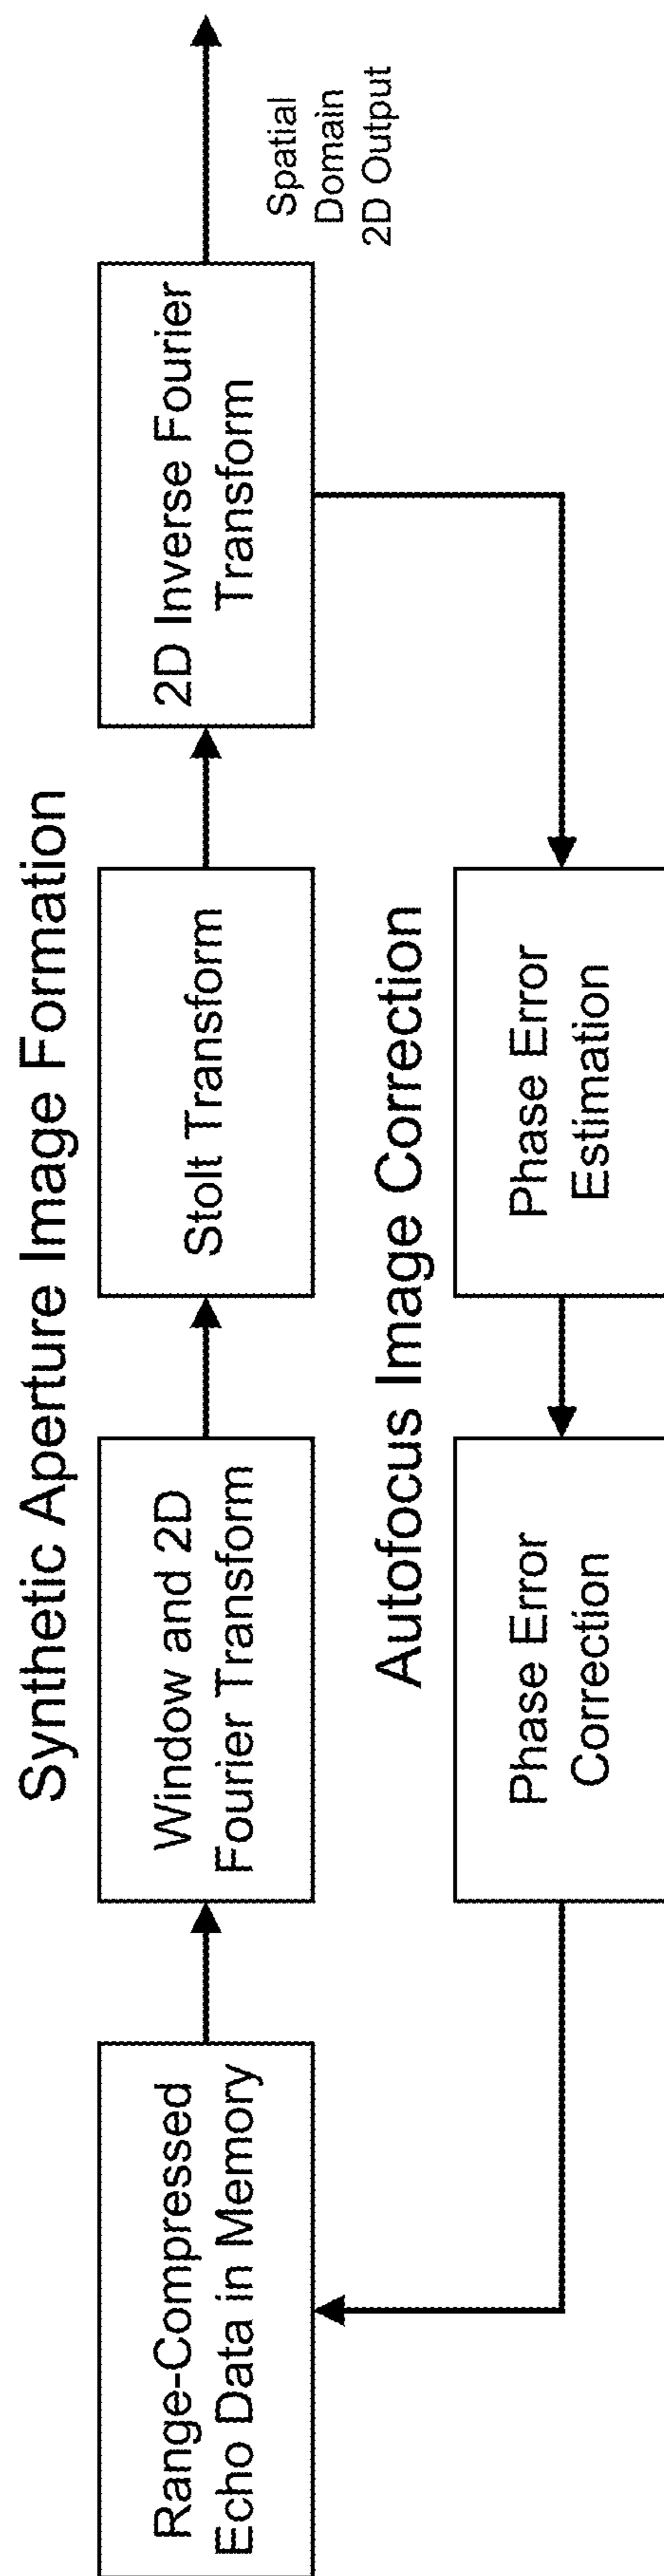 Synthetic Aperture Image Formation
Range-Compressed
Echo Data in Memory
Window and 2D
Fourier Transform
Stolt Transform
2D Inverse Fourier
Transform
Spatial
Domain
2D Output
Autofocus Image Correction
Phase Error
Correction
Phase Error
Estimation